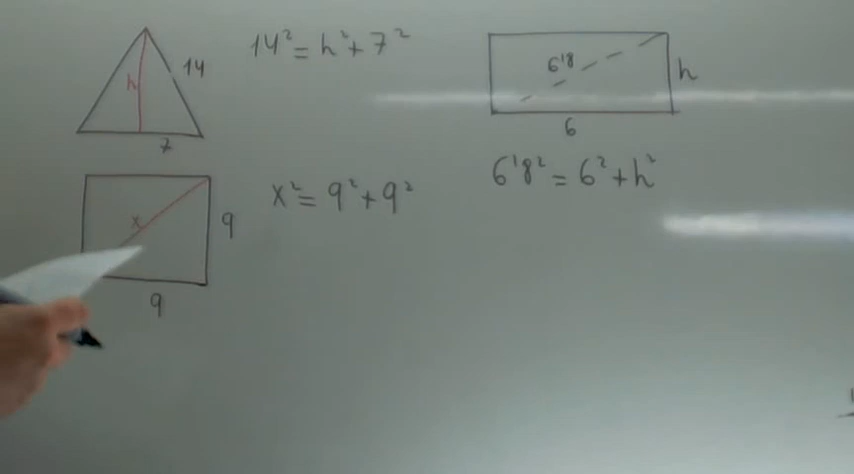 14
h
7
14² = h² + 7²
6'8
h
6
x
9
9
x² = 9² + 9²
6'8² = 6² + h²